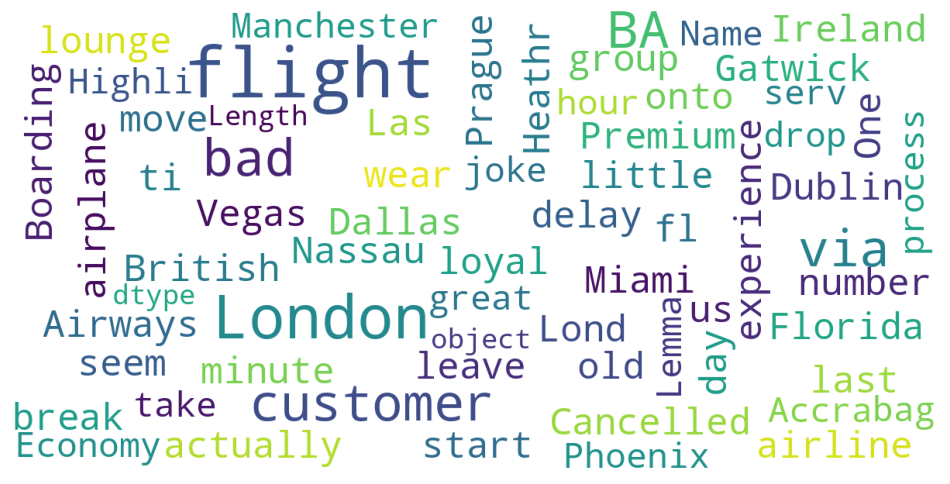 lounge
Manchester
BA
Name
Ireland
Highli
flight
Prague
Heathr
group
Gatwick
Boarding
airplane
move
Length
Las
hour
onto
serv
bad
Premium
drop
One
process
ti
wear
joke
little
experience
Dublin
Vegas
Dallas
delay
fl
via
British
Nassau
loyal
Miami
number
dtype
great
us
Airways
London
object
Lond
Lemma
day
Florida
seem
minute
leave
old
last
break
take
customer
Cancelled
Accrabag
Economy
actually
start
Phoenix
airline